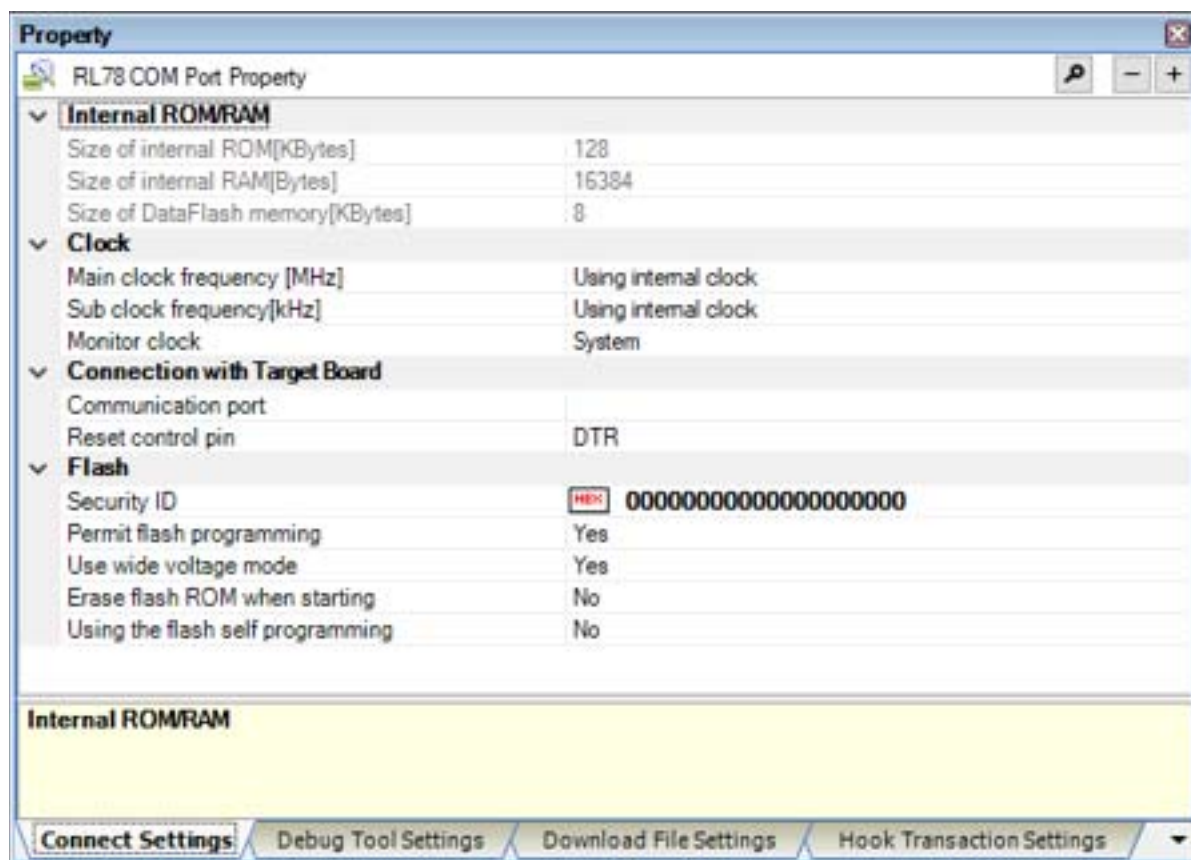 Property
RL78 COM Port Property
Internal ROM/RAM
Size of internal ROM[KBytes] 128
Size of internal RAM[Bytes] 16384
Size of DataFlash memory[KBytes] 8
Clock
Main clock frequency [MHz] Using internal clock
Sub clock frequency[kHz] Using internal clock
Monitor clock System
Connection with Target Board
Communication port
Reset control pin DTR
Flash
Security ID HEX 00000000000000000000
Permit flash programming Yes
Use wide voltage mode Yes
Erase flash ROM when starting No
Using the flash self programming No
Internal ROM/RAM
Connect Settings Debug Tool Settings Download File Settings Hook Transaction Settings